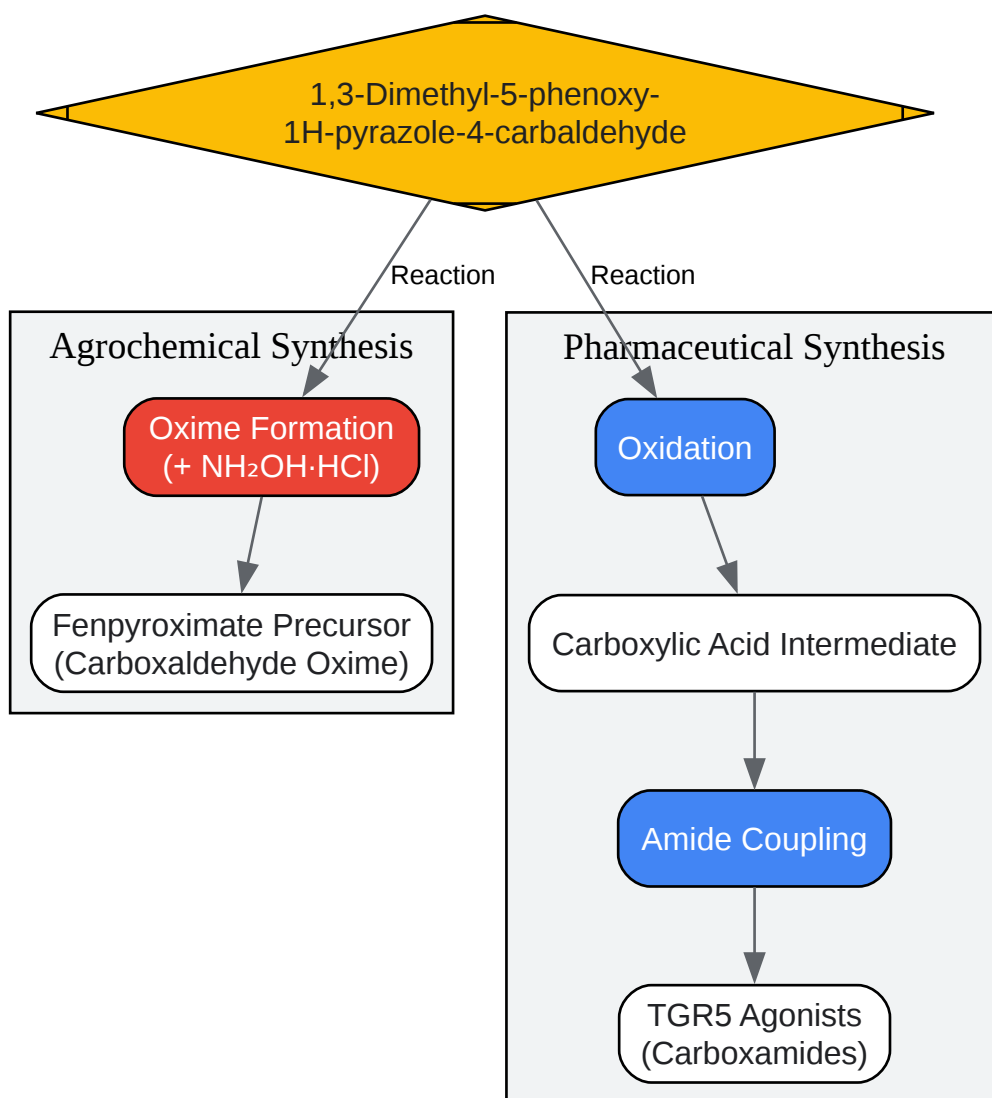 1,3-Dimethyl-5-phenoxy-
1H-pyrazole-4-carbaldehyde
Reaction
Reaction
Agrochemical Synthesis
Oxime Formation
(+ NH₂OH·HCl)
Fenpyroximate Precursor
(Carboxaldehyde Oxime)
Pharmaceutical Synthesis
Oxidation
Carboxylic Acid Intermediate
Amide Coupling
TGR5 Agonists
(Carboxamides)